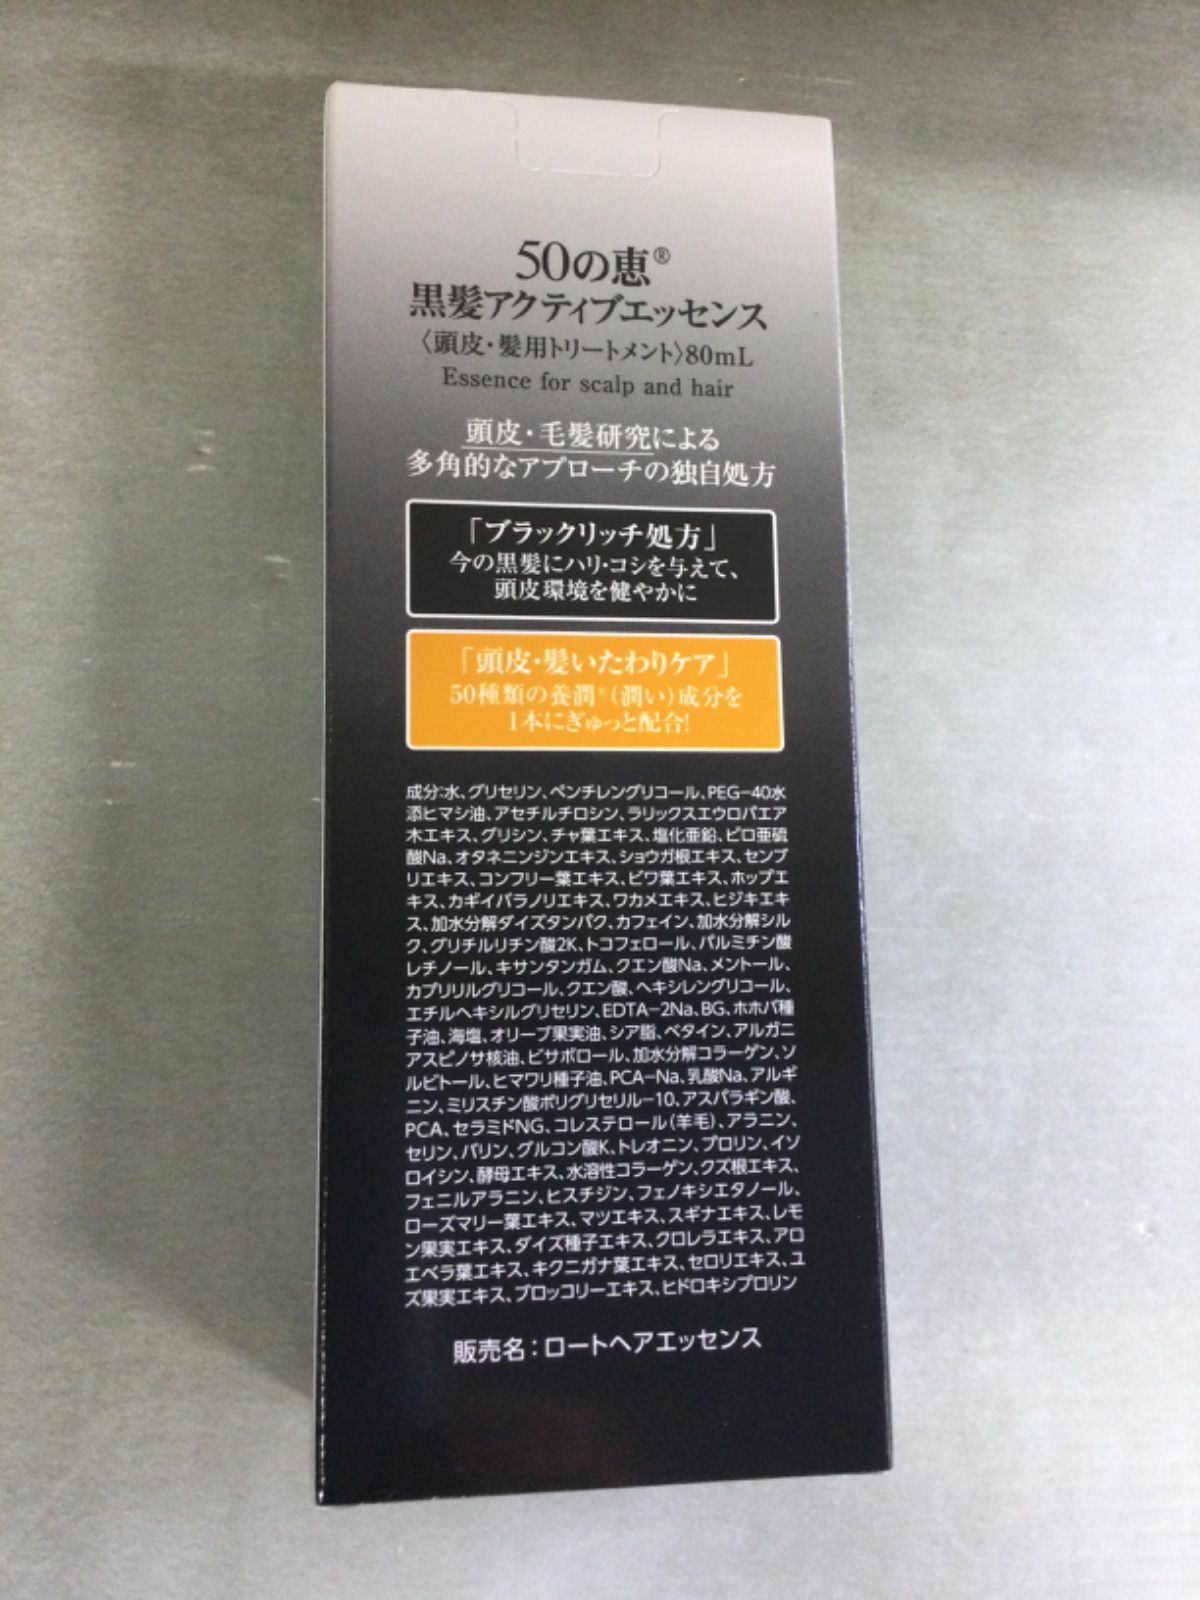 50の恵®
黒髪アクティブエッセンス
〈頭皮・髪用トリートメント〉80mL
Essence for scalp and hair
頭皮・毛髪研究による
多角的なアプローチの独自処方
「ブラックリッチ処方」
今の黒髪にハリ・コシを与えて、
頭皮環境を健やかに
「頭皮・髪いたわりケア」
50種類の養潤®(潤い)成分を
1本にぎゅっと配合!
成分:水、グリセリン、ペンチレングリコール、PEG-40水
添ヒマシ油、アセチルチロシン、ラリックスエウロパエア
木エキス、グリシン、チャ葉エキス、塩化亜鉛、ピロ亜硫
酸Na、オタネニンジンエキス、ショウガ根エキス、センブ
リエキス、コンフリー葉エキス、ビワ葉エキス、ホップエ
キス、カギイバラノリエキス、ワカメエキス、ヒジキエキ
ス、加水分解ダイズタンパク、カフェイン、加水分解シル
ク、グリチルリチン酸2K、トコフェロール、パルミチン酸
レチノール、キサンタンガム、クエン酸Na、メントール、
カプリリルグリコール、クエン酸、ヘキシレングリコール、
エチルヘキシルグリセリン、EDTA-2Na、BG、ホホバ種
子油、海塩、オリーブ果実油、シア脂、ベタイン、アルガニ
アスピノサ核油、ビサボロール、加水分解コラーゲン、ソ
ルビトール、ヒマワリ種子油、PCA-Na、乳酸Na、アルギ
ニン、ミリスチン酸ポリグリセリル-10、アスパラギン酸、
PCA、セラミドNG、コレステロール(羊毛)、アラニン、
セリン、バリン、グルコン酸K、トレオニン、プロリン、イソ
ロイシン、酵母エキス、水溶性コラーゲン、クズ根エキス、
フェニルアラニン、ヒスチジン、フェノキシエタノール、
ローズマリー葉エキス、マツエキス、スギナエキス、レモ
ン果実エキス、ダイズ種子エキス、クロレラエキス、アロ
エベラ葉エキス、キクニガナ葉エキス、セロリエキス、ユ
ズ果実エキス、ブロッコリーエキス、ヒドロキシプロリン
販売名:ロートヘアエッセンス